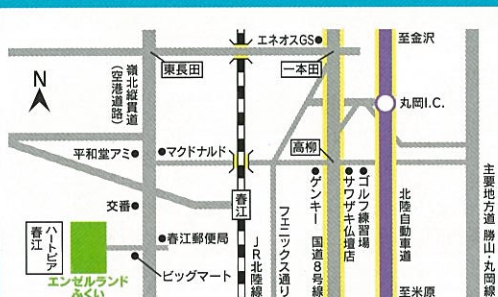 エネオスGS
至金沢
N
東長田
一本田
嶺北縦貫道
(空港道路)
丸岡I.C.
平和堂アミ
マクドナルド
高柳
交番
春江
ハートピア
春江
春江郵便局
エンゼルランド
ふくい
ビッグマート
JR北陸線
フェニックス通り
ゲンキー
国道8号線
サワザキ仏壇店
ゴルフ練習場
北陸自動車道
至米原
主要地方道 勝山・丸岡線